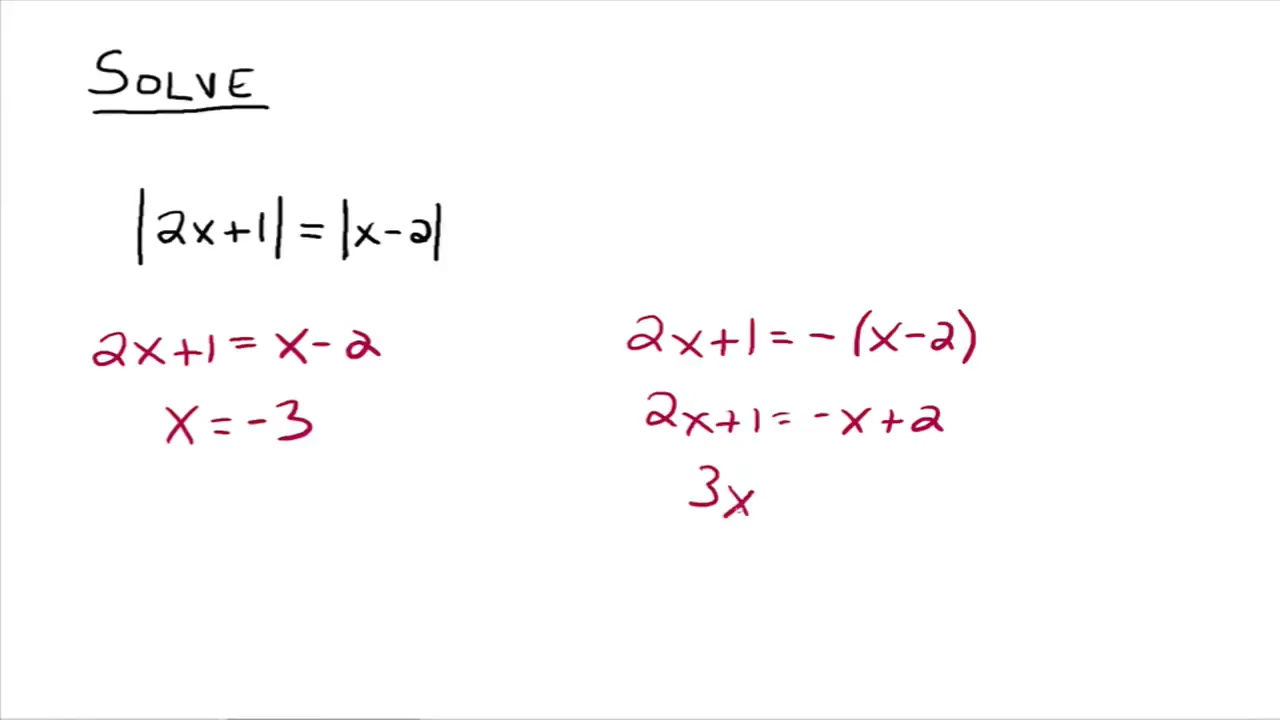 SOLVE
|2x+1| = |x-2|
2x+1 = x-2
x = -3
2x+1 = -(x-2)
2x+1 = -x+2
3x